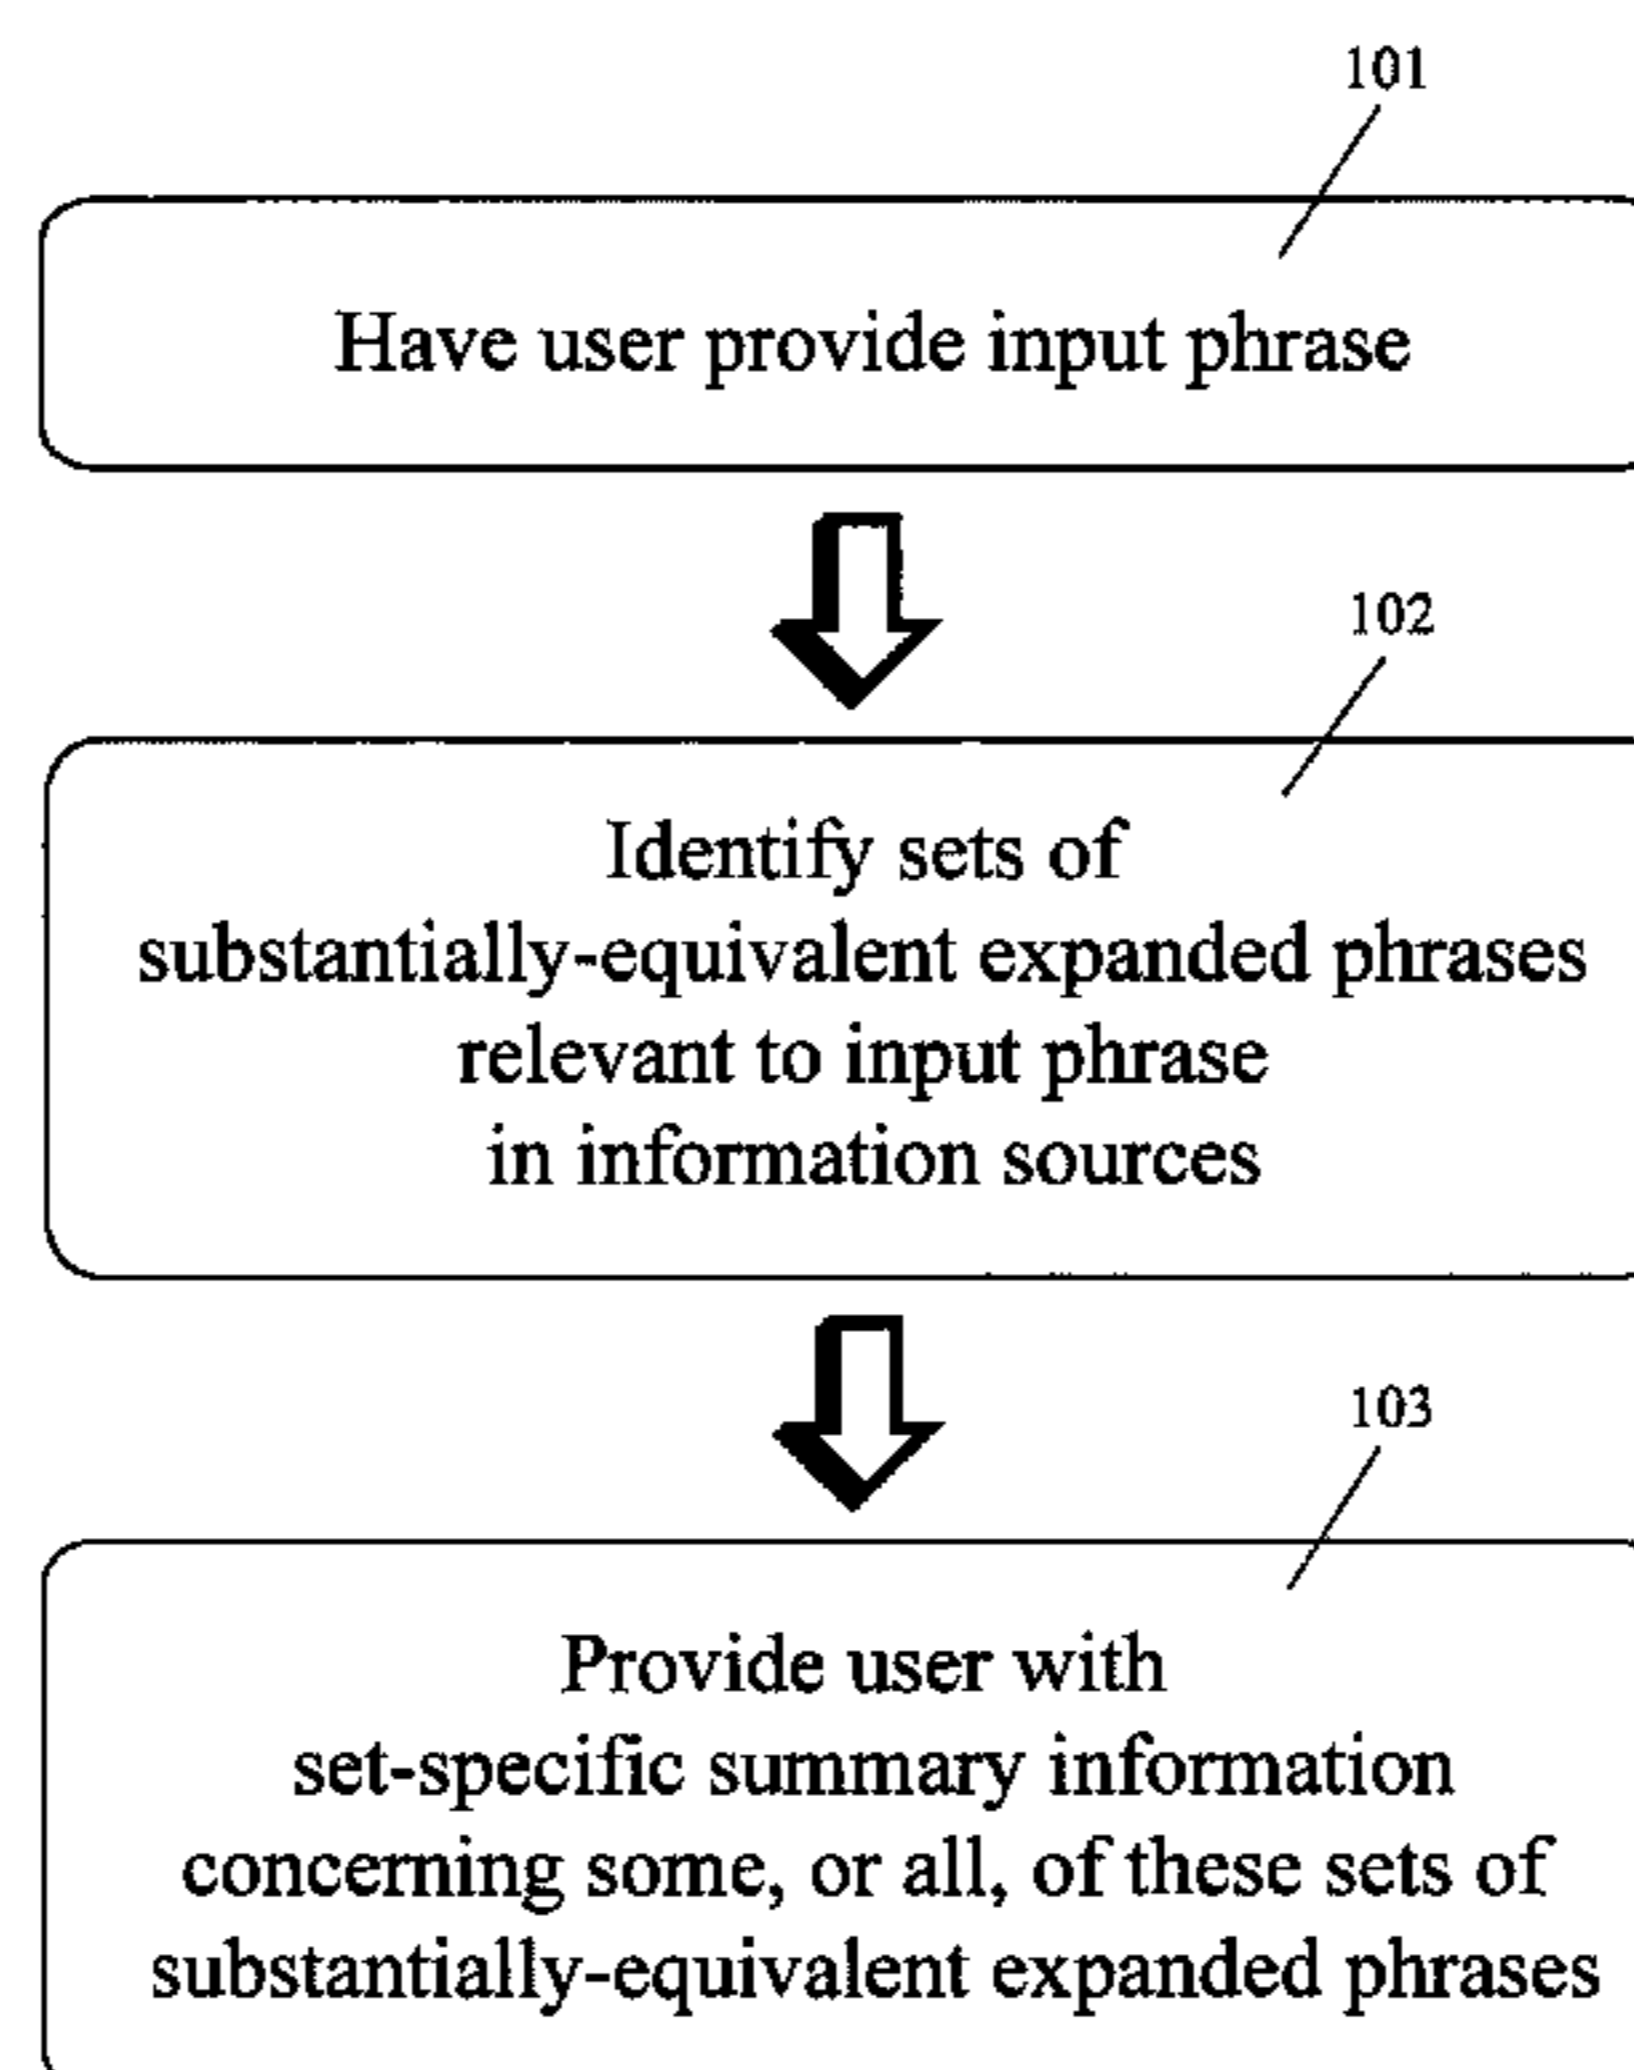 101
Have user provide input phrase
102
Identify sets of
substantially-equivalent expanded phrases
relevant to input phrase
in information sources
103
Provide user with
set-specific summary information
concerning some, or all, of these sets of
substantially-equivalent expanded phrases